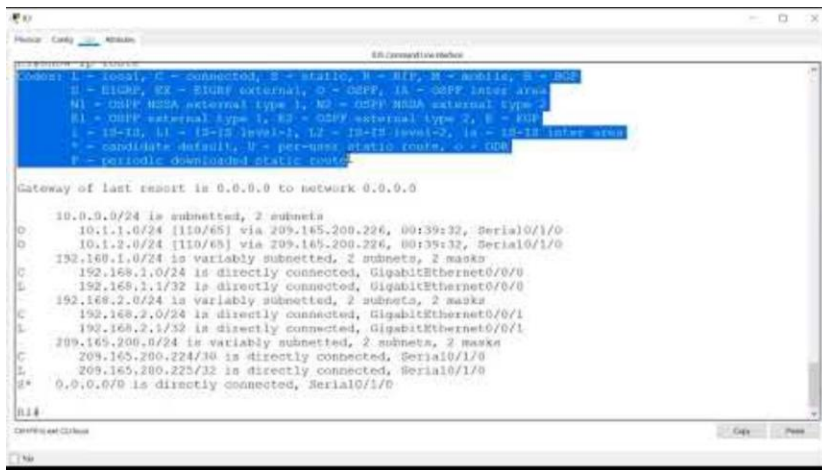 R1
Physical Config CLI Attributes
IOS Command Line Interface
R1#show ip route
Codes: L - local, C - connected, S - static, R - RIP, M - mobile, B - BGP
D - EIGRP, EX - EIGRP external, O - OSPF, IA - OSPF inter area
N1 - OSPF NSSA external type 1, N2 - OSPF NSSA external type 2
E1 - OSPF external type 1, E2 - OSPF external type 2, E - EGP
i - IS-IS, L1 - IS-IS level-1, L2 - IS-IS level-2, ia - IS-IS inter area
* - candidate default, U - per-user static route, o - ODR
P - periodic downloaded static route
Gateway of last resort is 0.0.0.0 to network 0.0.0.0
10.0.0.0/24 is subnetted, 2 subnets
O 10.1.1.0/24 [110/65] via 209.165.200.226, 00:39:32, Serial0/1/0
O 10.1.2.0/24 [110/65] via 209.165.200.226, 00:39:32, Serial0/1/0
192.168.1.0/24 is variably subnetted, 2 subnets, 2 masks
C 192.168.1.0/24 is directly connected, GigabitEthernet0/0/0
L 192.168.1.1/32 is directly connected, GigabitEthernet0/0/0
192.168.2.0/24 is variably subnetted, 2 subnets, 2 masks
C 192.168.2.0/24 is directly connected, GigabitEthernet0/0/1
L 192.168.2.1/32 is directly connected, GigabitEthernet0/0/1
209.165.200.0/24 is variably subnetted, 2 subnets, 2 masks
C 209.165.200.224/30 is directly connected, Serial0/1/0
L 209.165.200.225/32 is directly connected, Serial0/1/0
S* 0.0.0.0/0 is directly connected, Serial0/1/0
R1#
Ctrl+F6 to exit CLI focus
Copy Paste
Top